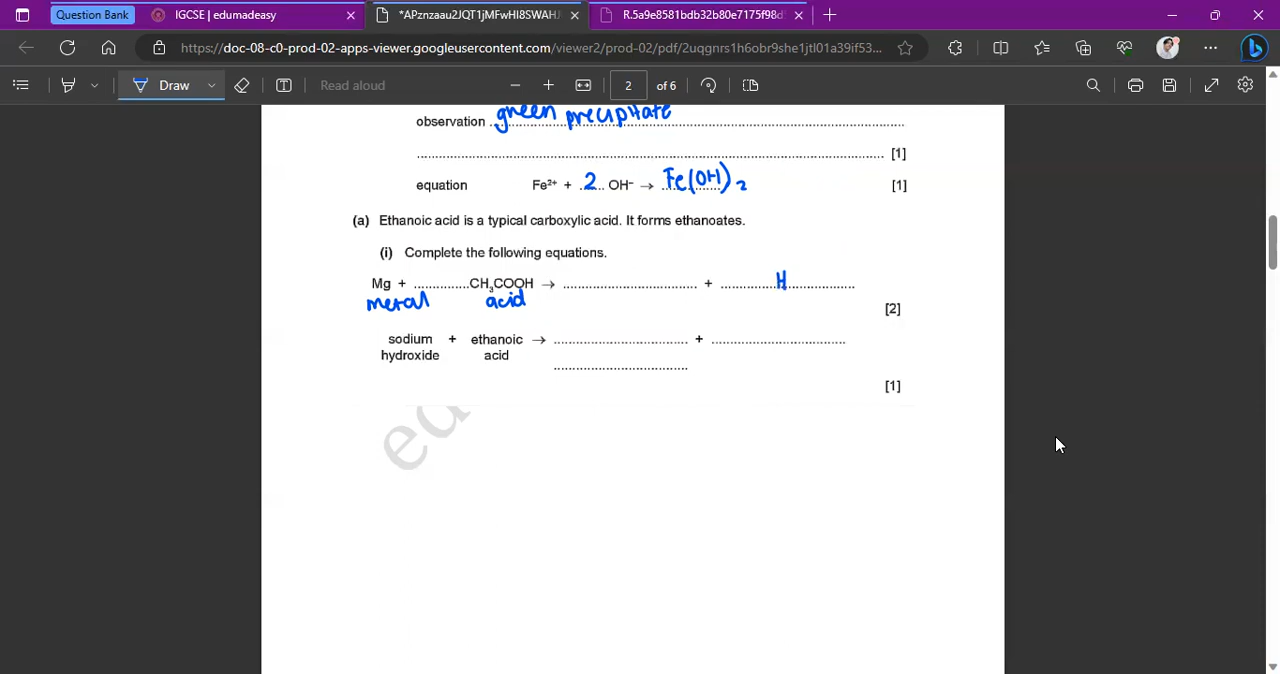 Question Bank IGCSE | edumadeasy *APznzaau2JQT1jMFwHI8SWAHJ R.5a9e8581bdb32b80e7175f98d5
https://doc-08-c0-prod-02-apps-viewer.googleusercontent.com/viewer2/prod-02/pdf/2uqgnrs1h6obr9she1jtl01a39if53...
Draw Read aloud 2 of 6
observation green precipitate
[1]
equation Fe²⁺ + 2 OH⁻ → Fe(OH)₂ [1]
(a) Ethanoic acid is a typical carboxylic acid. It forms ethanoates.
(i) Complete the following equations.
Mg + ..............CH₃COOH → .................................. + ..............H.................
metal acid
[2]
sodium + ethanoic → .................................. + ..................................
hydroxide acid
..................................
[1]
ed